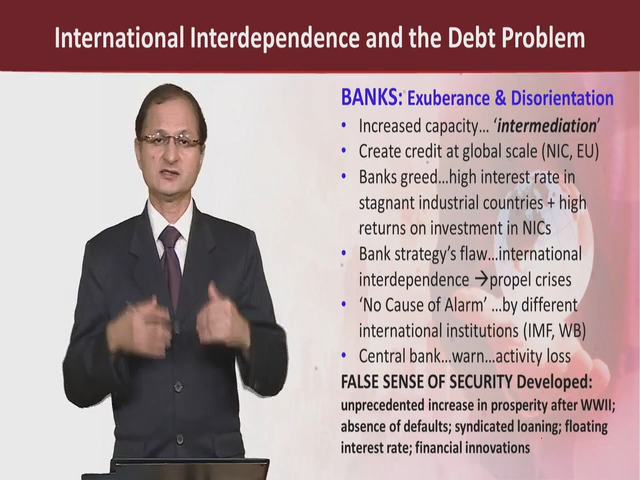 International Interdependence and the Debt Problem
BANKS: Exuberance & Disorientation
• Increased capacity... 'intermediation'
• Create credit at global scale (NIC, EU)
• Banks greed...high interest rate in
stagnant industrial countries + high
returns on investment in NICs
• Bank strategy's flaw...international
interdependence →propel crises
• 'No Cause of Alarm' ...by different
international institutions (IMF, WB)
• Central bank...warn...activity loss
FALSE SENSE OF SECURITY Developed:
unprecedented increase in prosperity after WWII;
absence of defaults; syndicated loaning; floating
interest rate; financial innovations